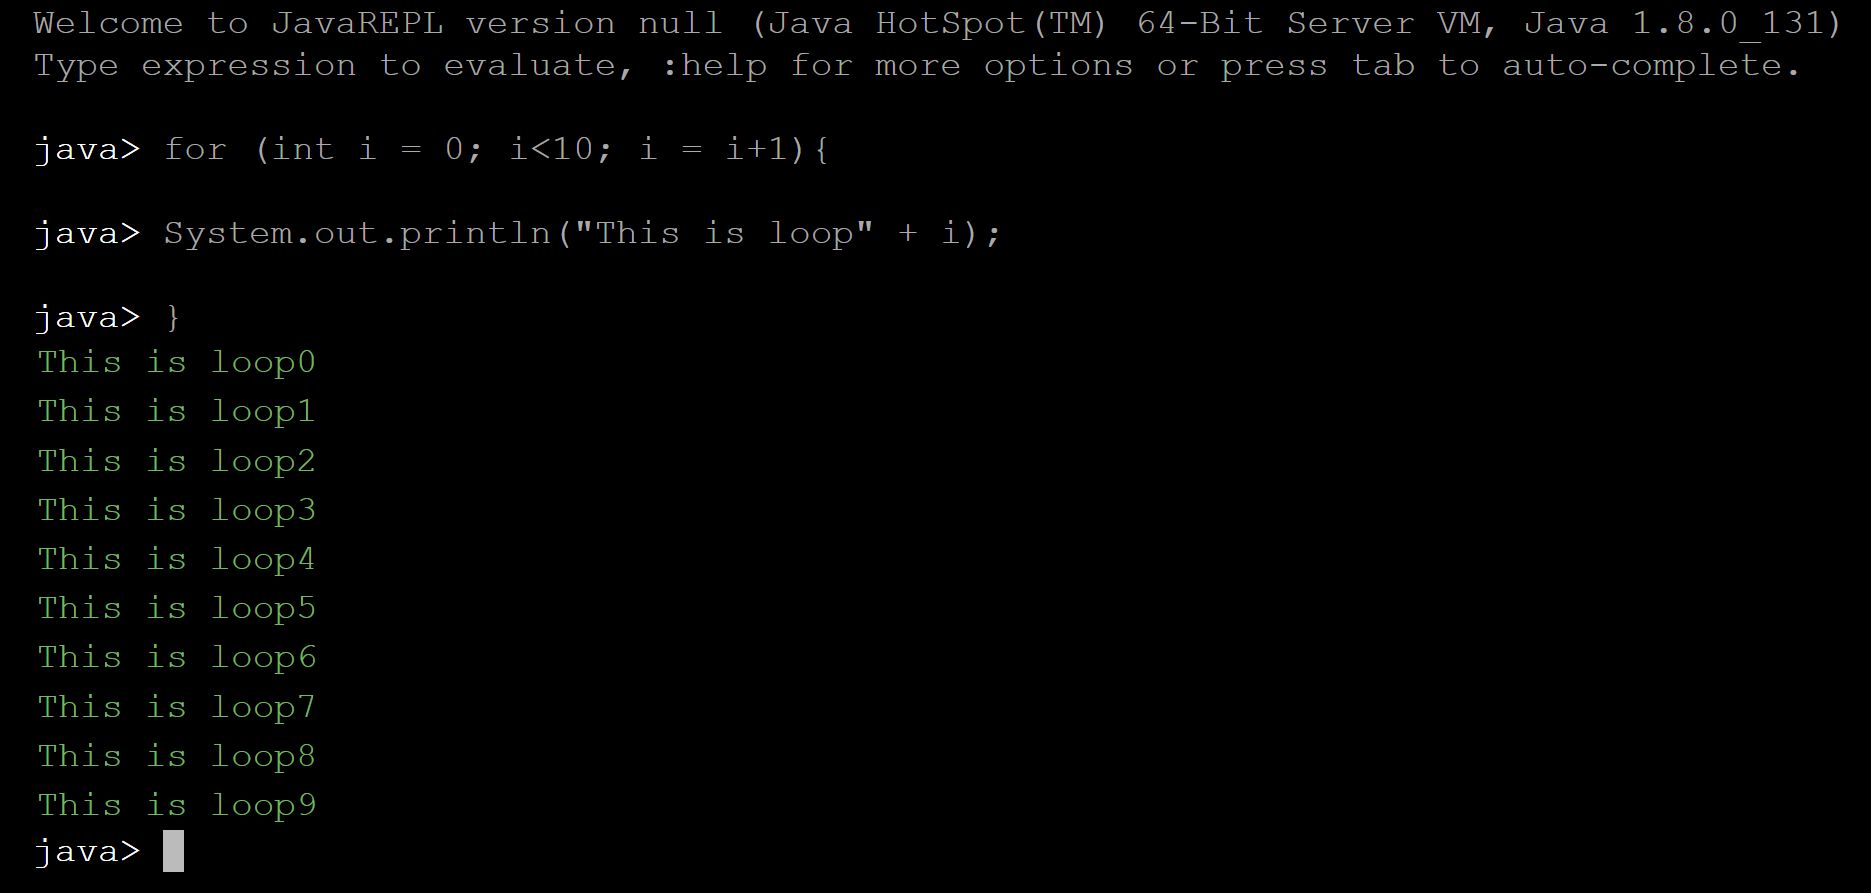 Welcome to JavaREPL version null (Java HotSpot(TM) 64-Bit Server VM, Java 1.8.0_131)
Type expression to evaluate, :help for more options or press tab to auto-complete.
java> for (int i = 0; i<10; i = i+1){
java> System.out.println("This is loop" + i);
java> }
This is loop0
This is loop1
This is loop2
This is loop3
This is loop4
This is loop5
This is loop6
This is loop7
This is loop8
This is loop9
java>